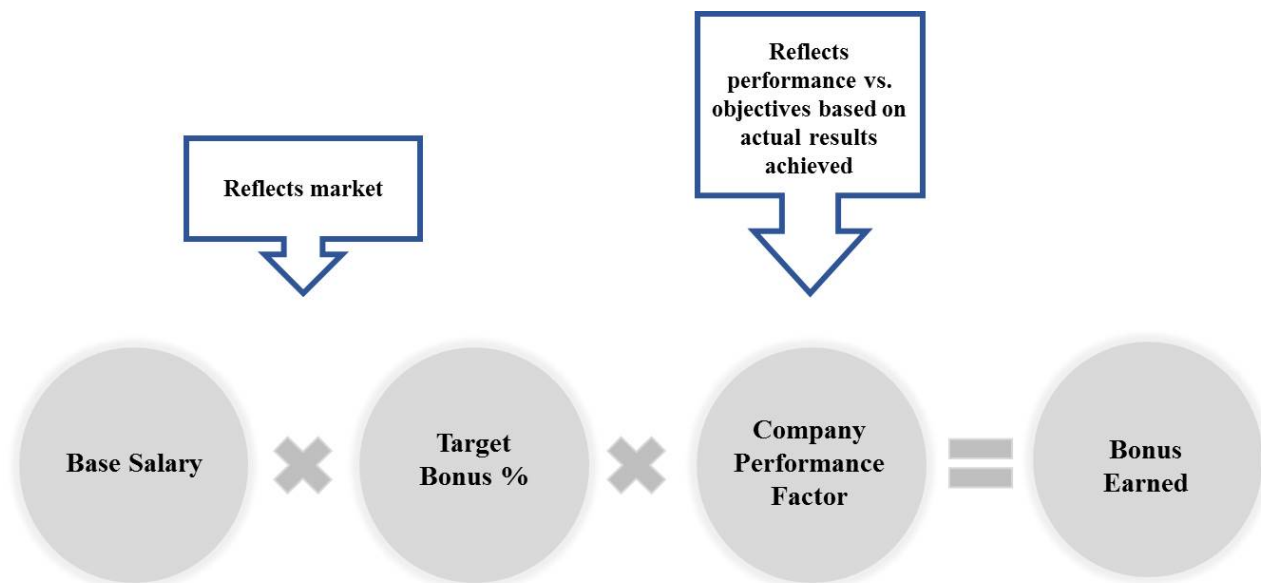 Reflects market
Reflects
performance vs.
objectives based on
actual results
achieved
Base Salary
Target
Bonus %
Company
Performance
Factor
Bonus
Earned